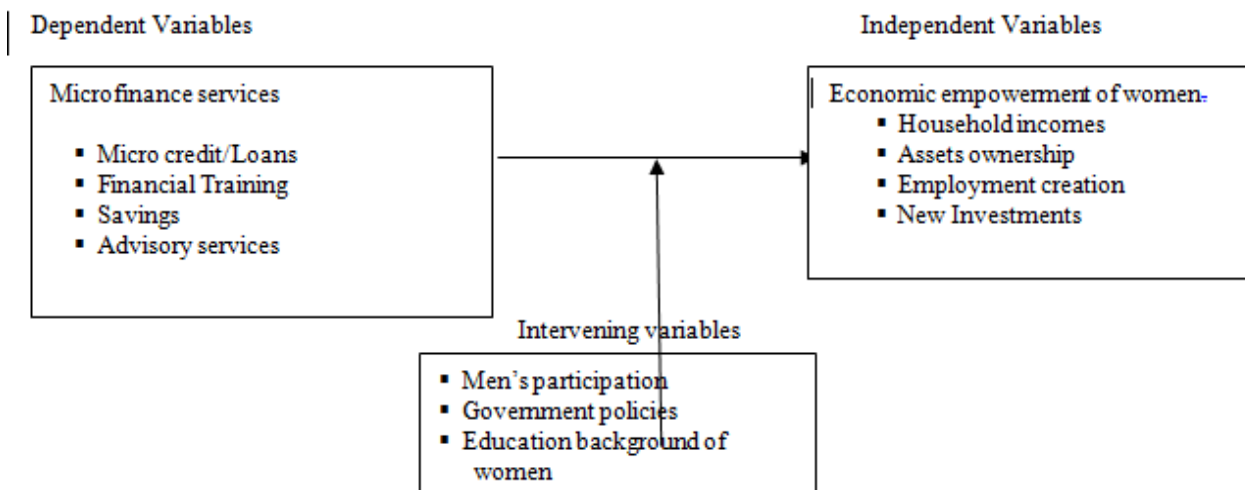 Dependent Variables
Independent Variables
Microfinance services
▪ Micro credit/Loans
▪ Financial Training
▪ Savings
▪ Advisory services
Economic empowerment of women.
▪ Household incomes
▪ Assets ownership
▪ Employment creation
▪ New Investments
Intervening variables
▪ Men’s participation
▪ Government policies
▪ Education background of
women